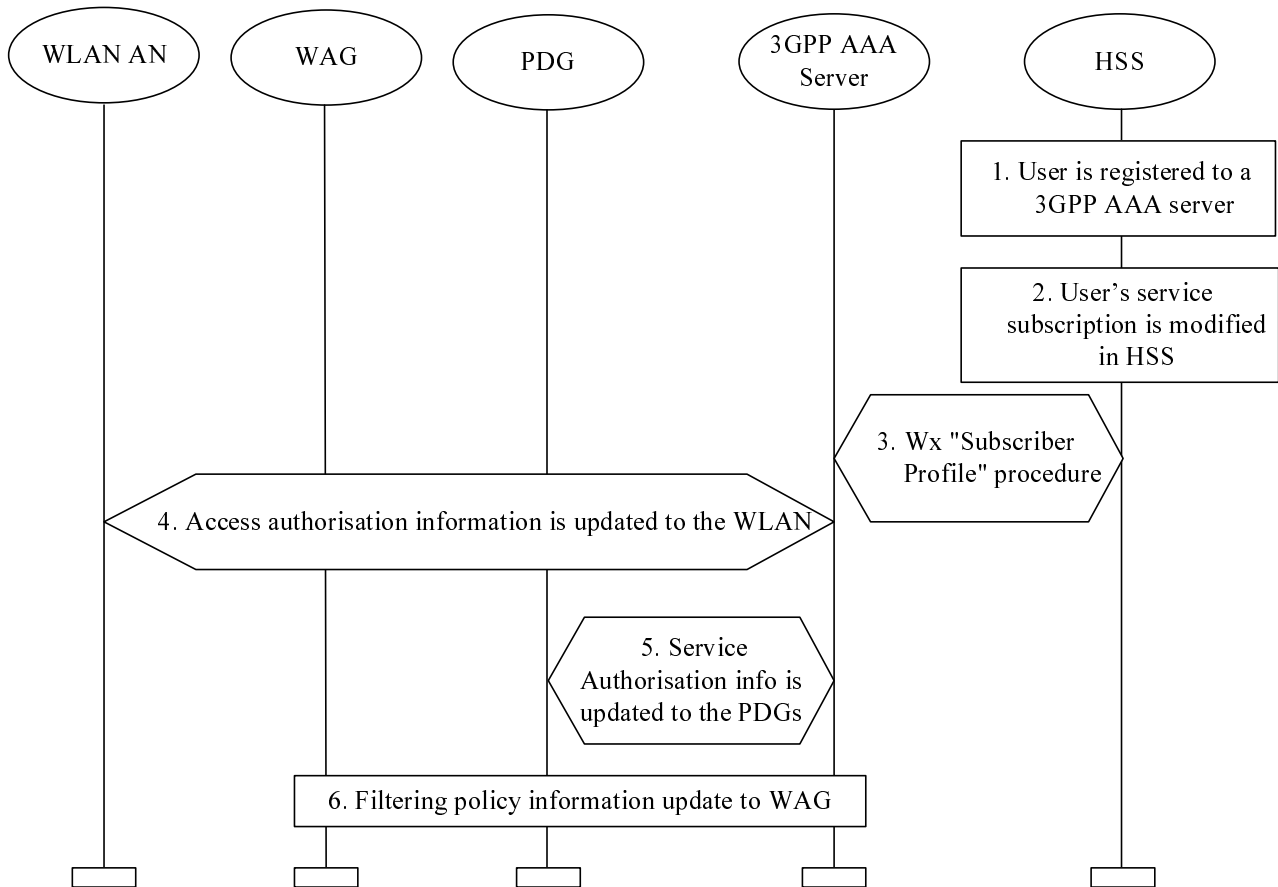 WLAN AN
WAG
PDG
3GPP AAA
Server
HSS
1. User is registered to a
3GPP AAA server
2. User’s service
subscription is modified
in HSS
3. Wx "Subscriber
Profile" procedure
4. Access authorisation information is updated to the WLAN
5. Service
Authorisation info is
updated to the PDGs
6. Filtering policy information update to WAG